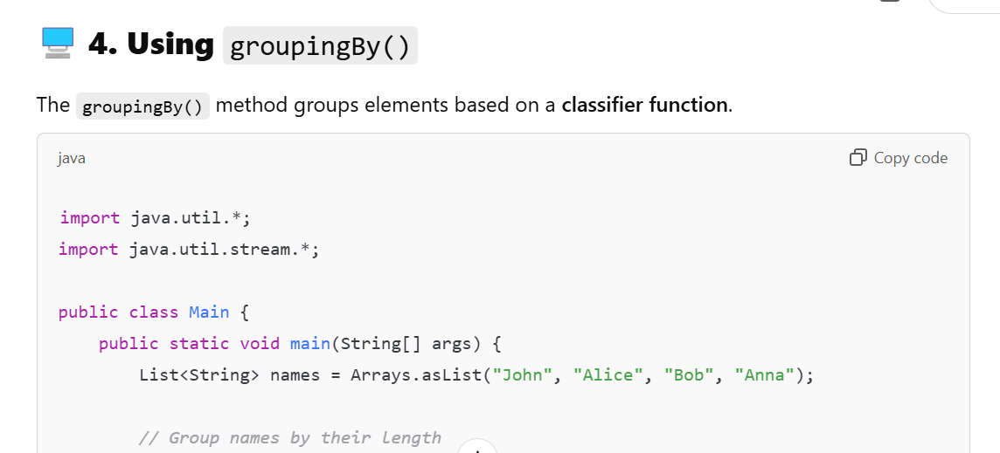 4. Using groupingBy()
The groupingBy() method groups elements based on a classifier function.
java
Copy code
import java.util.*;
import java.util.stream.*;
public class Main {
    public static void main(String[] args) {
        List<String> names = Arrays.asList("John", "Alice", "Bob", "Anna");
        // Group names by their length